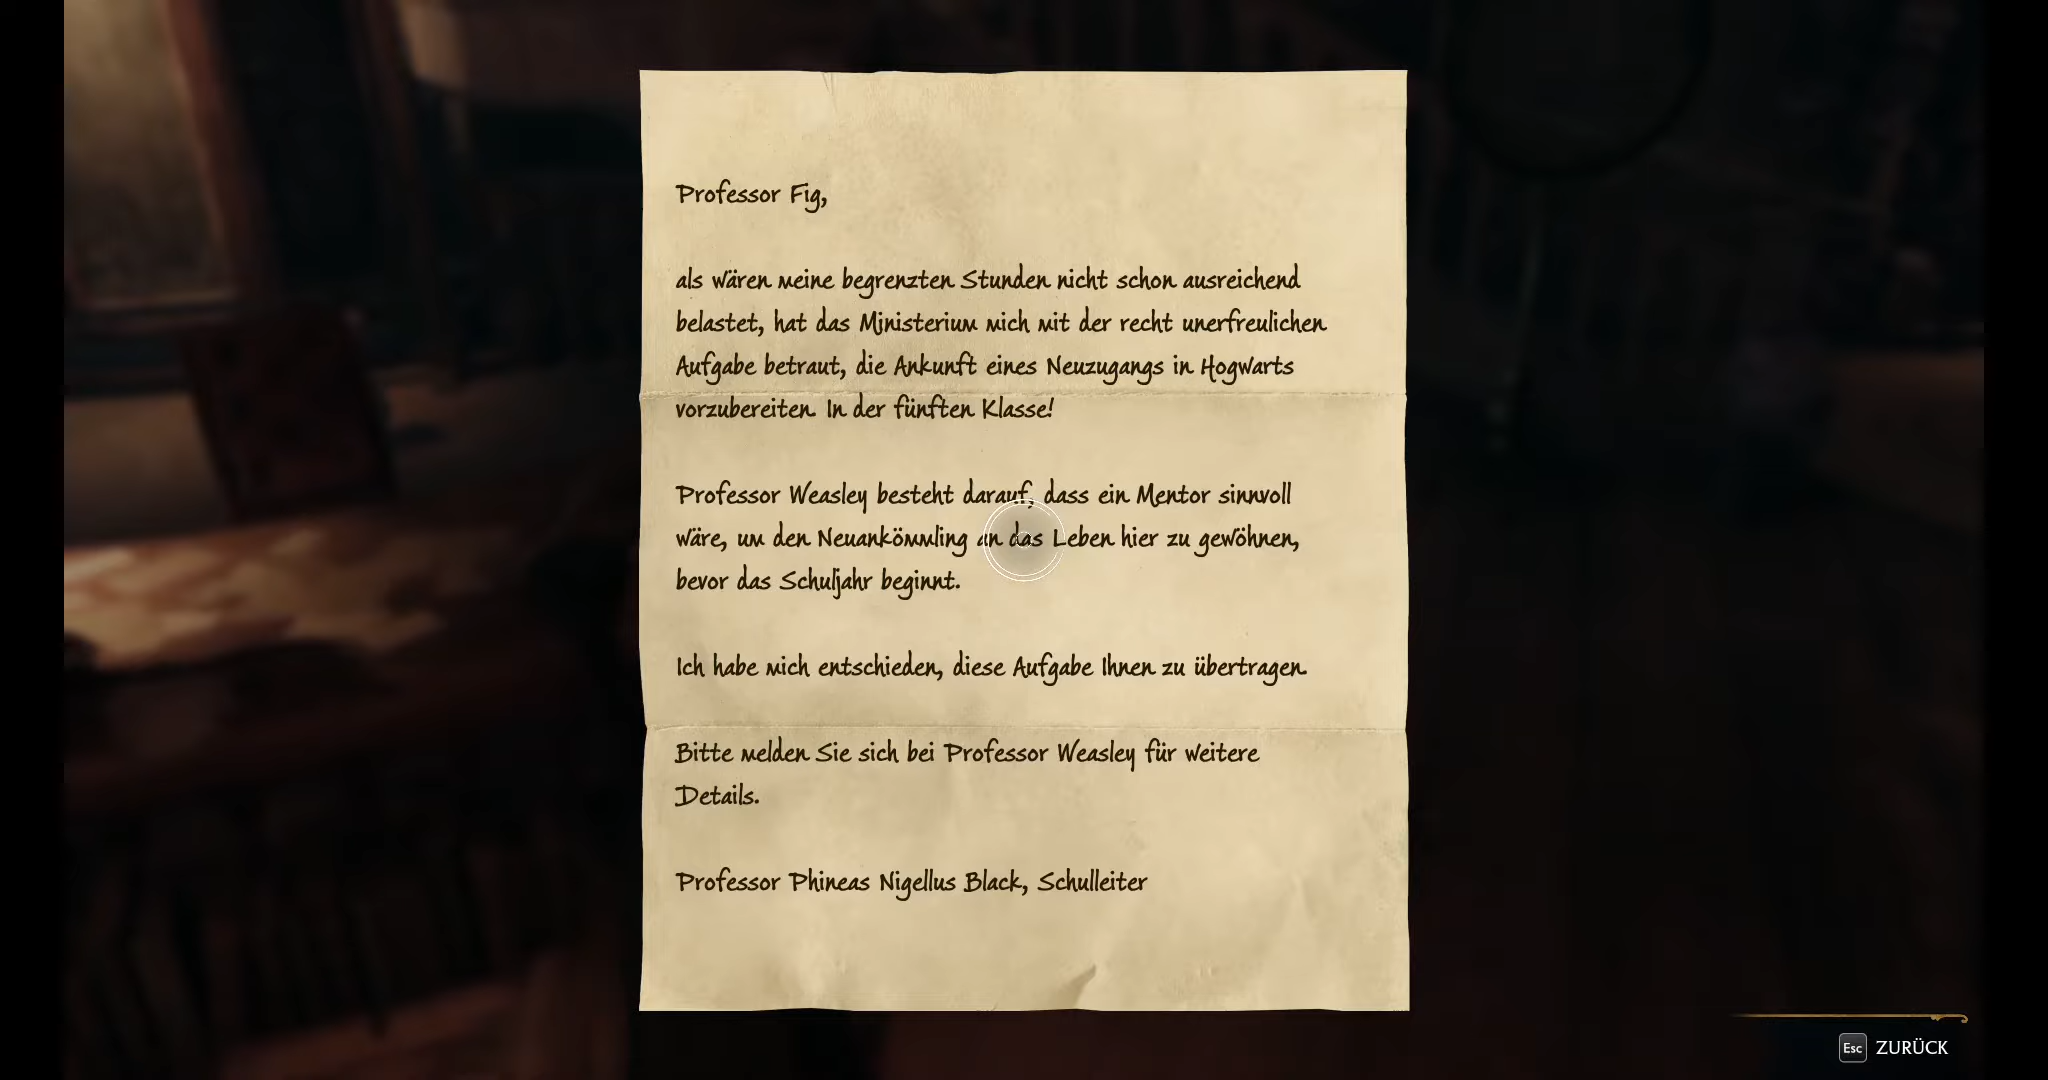 Professor Fig,
als wären meine begrenzten Stunden nicht schon ausreichend
belastet, hat das Ministerium mich mit der recht unerfreulichen
Aufgabe betraut, die Ankunft eines Neuzugangs in Hogwarts
vorzubereiten. In der fünften Klasse!
Professor Weasley besteht darauf, dass ein Mentor sinnvoll
wäre, um den Neuankömmling an das Leben hier zu gewöhnen,
bevor das Schuljahr beginnt.
Ich habe mich entschieden, diese Aufgabe Ihnen zu übertragen.
Bitte melden Sie sich bei Professor Weasley für weitere
Details.
Professor Phineas Nigellus Black, Schulleiter
Esc ZURÜCK